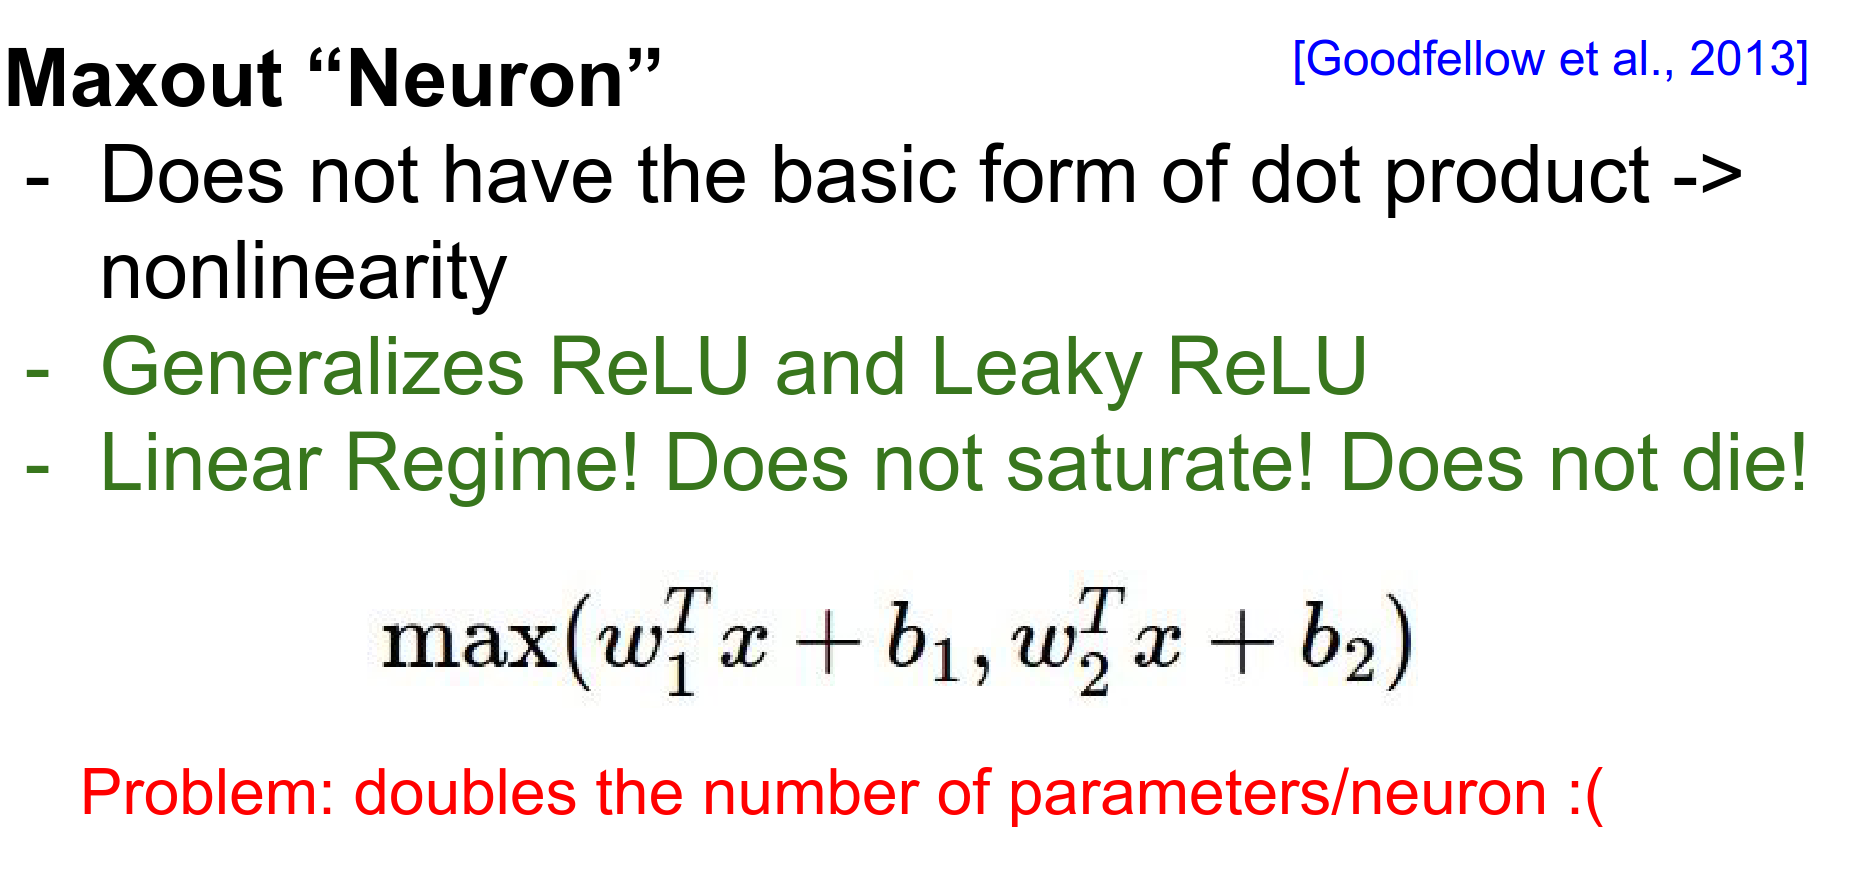 Maxout “Neuron”
[Goodfellow et al., 2013]
- Does not have the basic form of dot product ->
nonlinearity
- Generalizes ReLU and Leaky ReLU
- Linear Regime! Does not saturate! Does not die!
max(w_1^T x + b_1, w_2^T x + b_2)
Problem: doubles the number of parameters/neuron :(